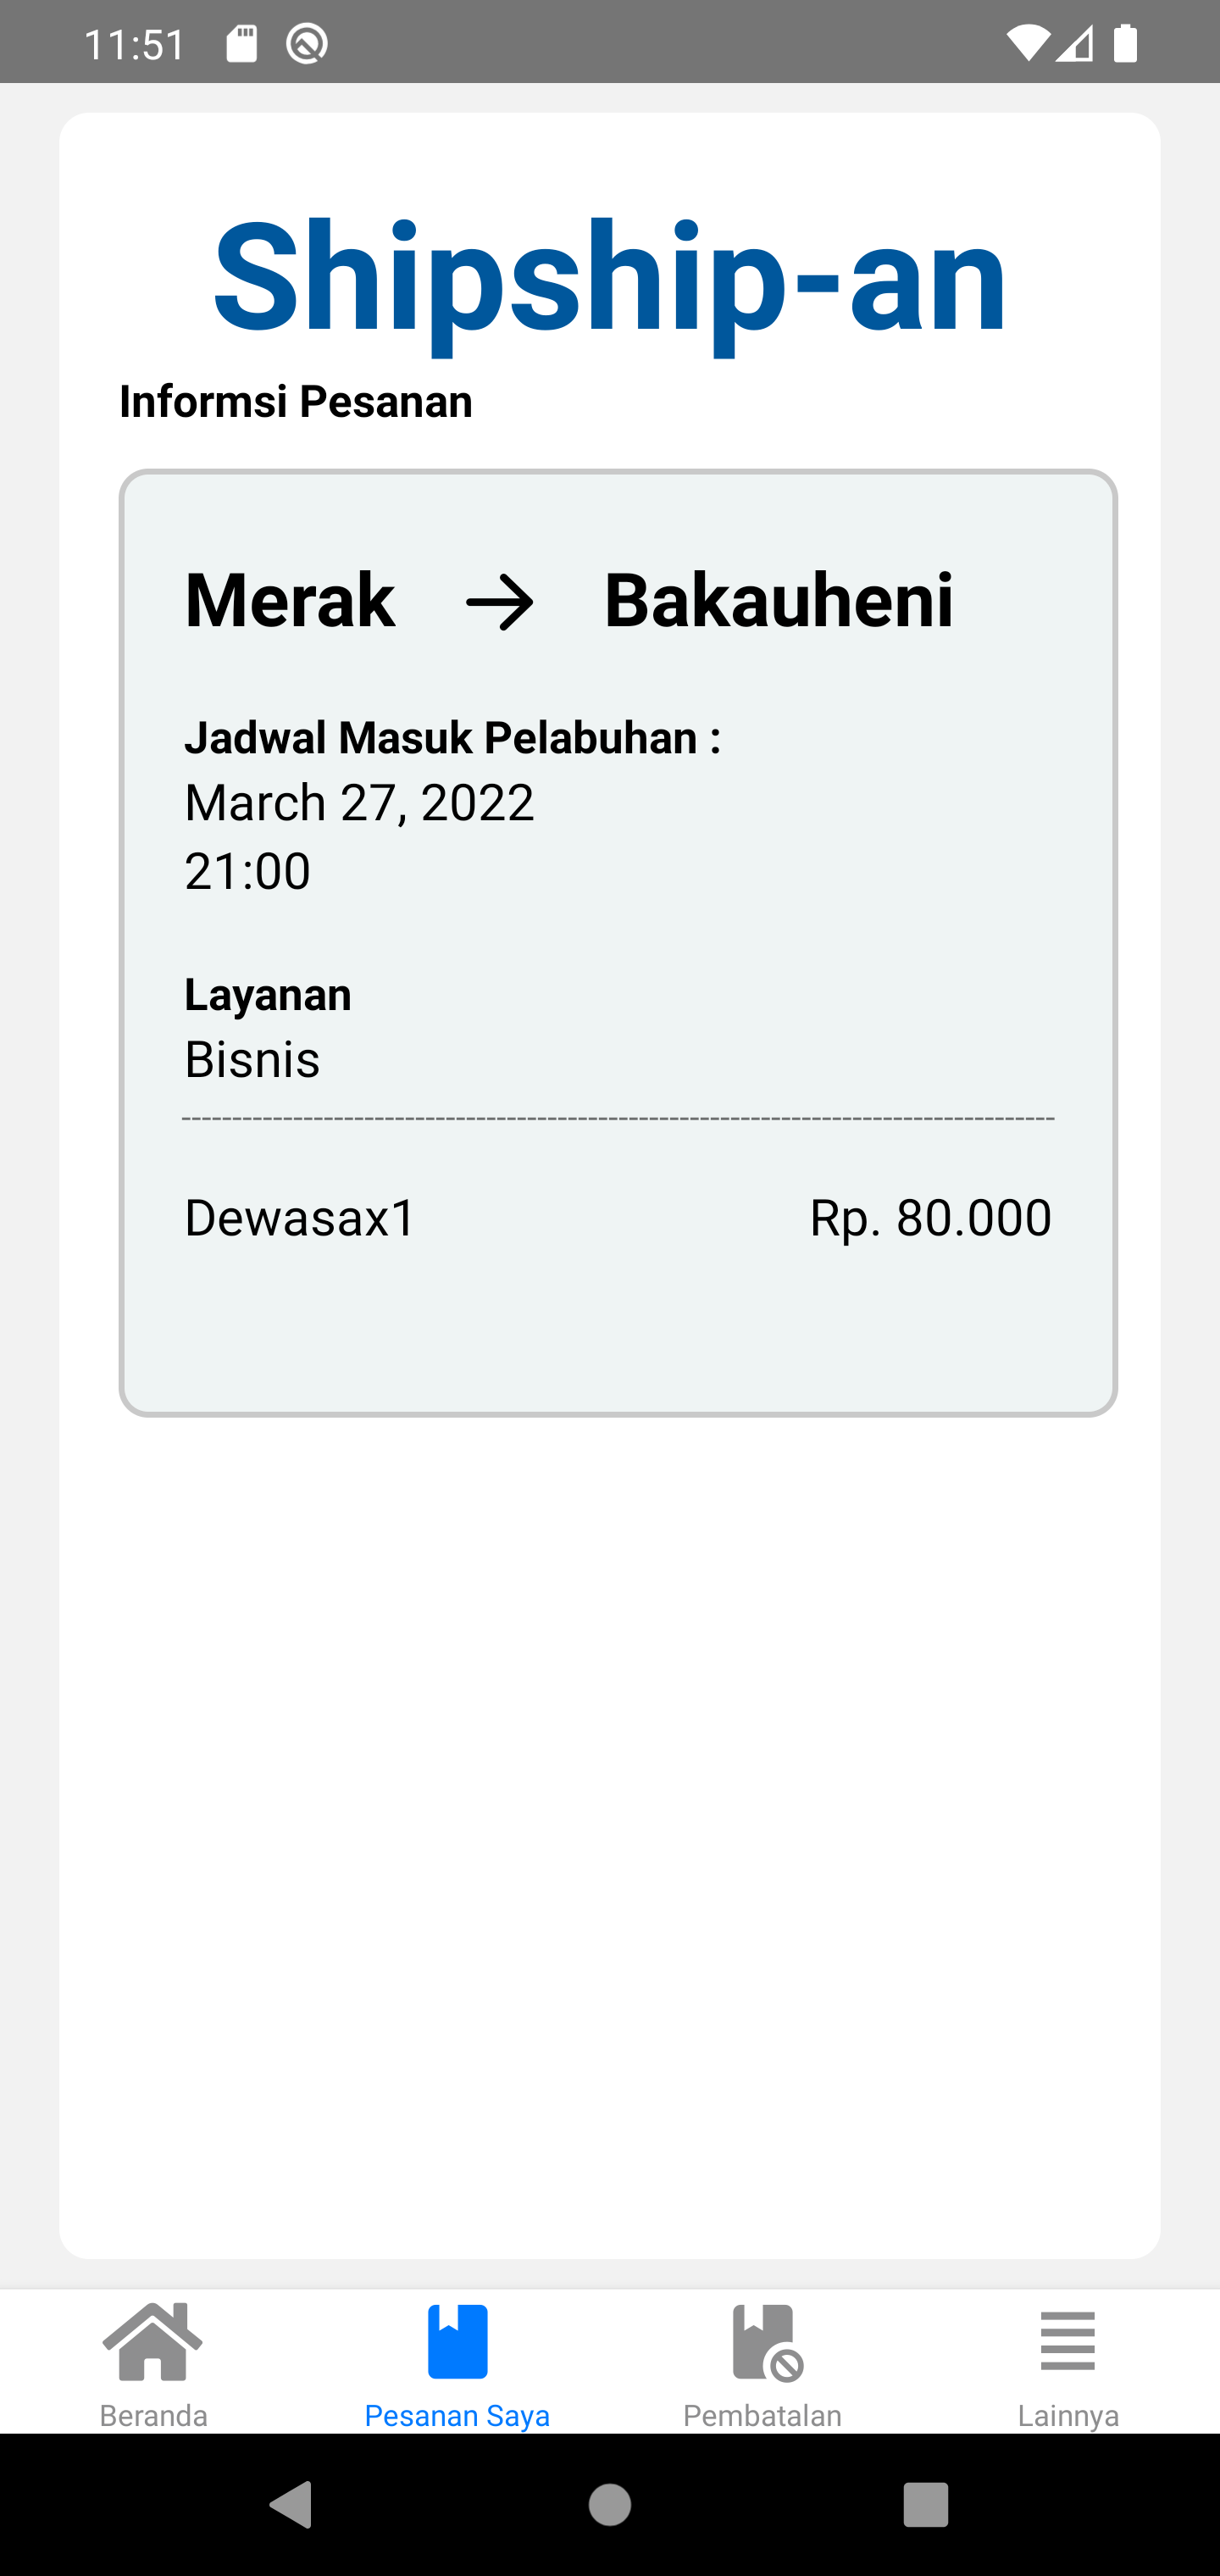 11:51
Shipship-an
Informsi Pesanan
Merak → Bakauheni
Jadwal Masuk Pelabuhan :
March 27, 2022
21:00
Layanan
Bisnis
Dewasax1 Rp. 80.000
Beranda Pesanan Saya Pembatalan Lainnya